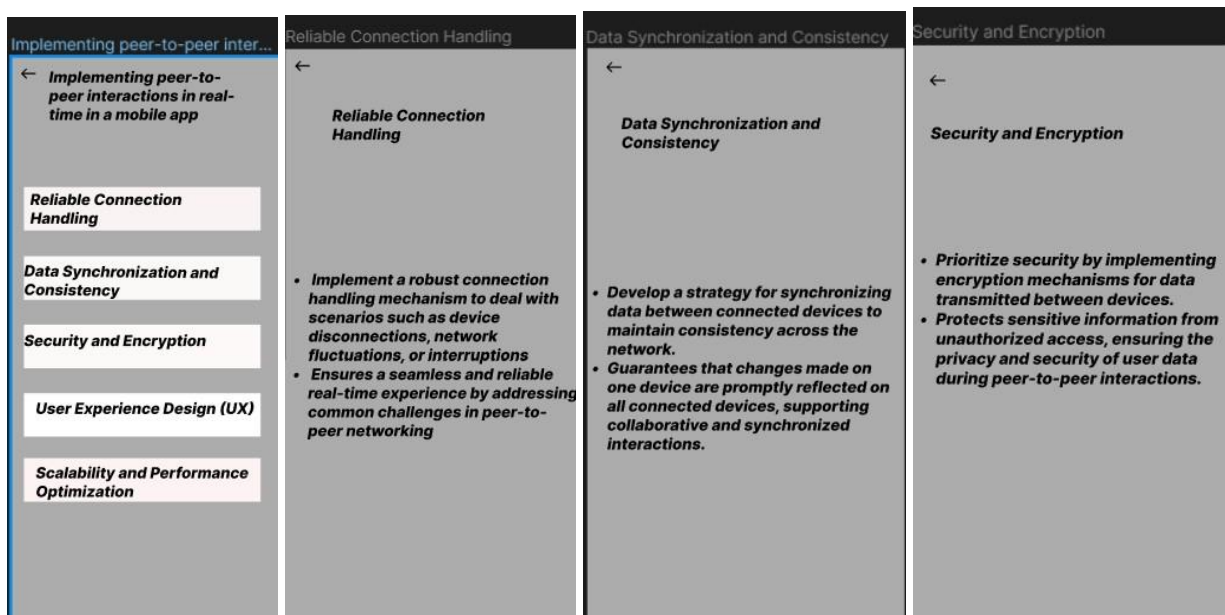 Implementing peer-to-peer inter...
← Implementing peer-to-
peer interactions in real-
time in a mobile app
Reliable Connection
Handling
Data Synchronization and
Consistency
Security and Encryption
User Experience Design (UX)
Scalability and Performance
Optimization
Reliable Connection Handling
←
Reliable Connection
Handling
• Implement a robust connection
handling mechanism to deal with
scenarios such as device
disconnections, network
fluctuations, or interruptions
• Ensures a seamless and reliable
real-time experience by addressing
common challenges in peer-to-
peer networking
Data Synchronization and Consistency
←
Data Synchronization and
Consistency
• Develop a strategy for synchronizing
data between connected devices to
maintain consistency across the
network.
• Guarantees that changes made on
one device are promptly reflected on
all connected devices, supporting
collaborative and synchronized
interactions.
Security and Encryption
←
Security and Encryption
• Prioritize security by implementing
encryption mechanisms for data
transmitted between devices.
• Protects sensitive information from
unauthorized access, ensuring the
privacy and security of user data
during peer-to-peer interactions.